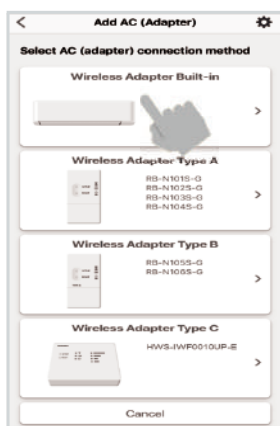 Add AC (Adapter)
Select AC (adapter) connection method
Wireless Adapter Built-in
Wireless Adapter Type A
RB-N101S-G
RB-N102S-G
RB-N103S-G
RB-N104S-G
Wireless Adapter Type B
RB-N105S-G
RB-N106S-G
Wireless Adapter Type C
HWS-IWF0010UP-E
Cancel